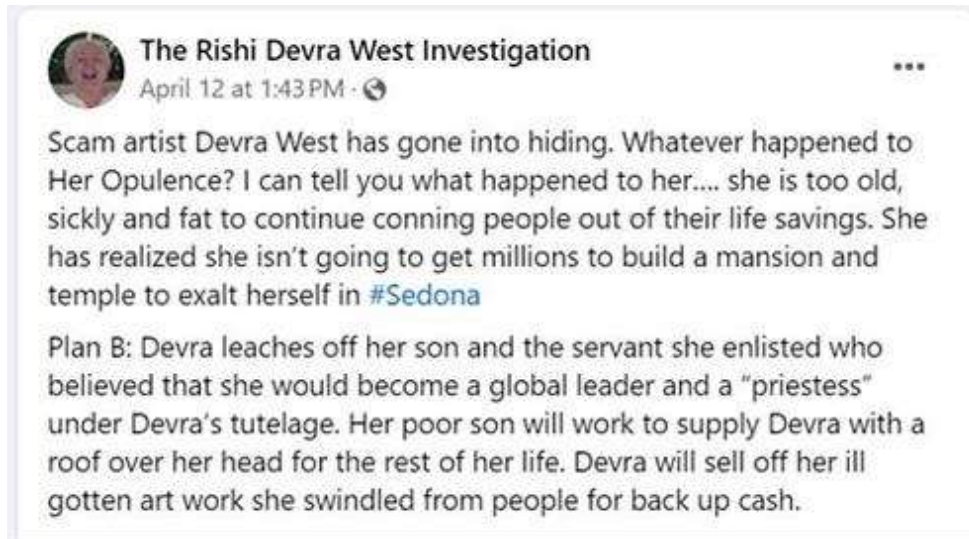 The Rishi Devra West Investigation
April 12 at 1:43 PM ·
Scam artist Devra West has gone into hiding. Whatever happened to
Her Opulence? I can tell you what happened to her.... she is too old,
sickly and fat to continue conning people out of their life savings. She
has realized she isn't going to get millions to build a mansion and
temple to exalt herself in #Sedona
Plan B: Devra leaches off her son and the servant she enlisted who
believed that she would become a global leader and a “priestess”
under Devra's tutelage. Her poor son will work to supply Devra with a
roof over her head for the rest of her life. Devra will sell off her ill
gotten art work she swindled from people for back up cash.